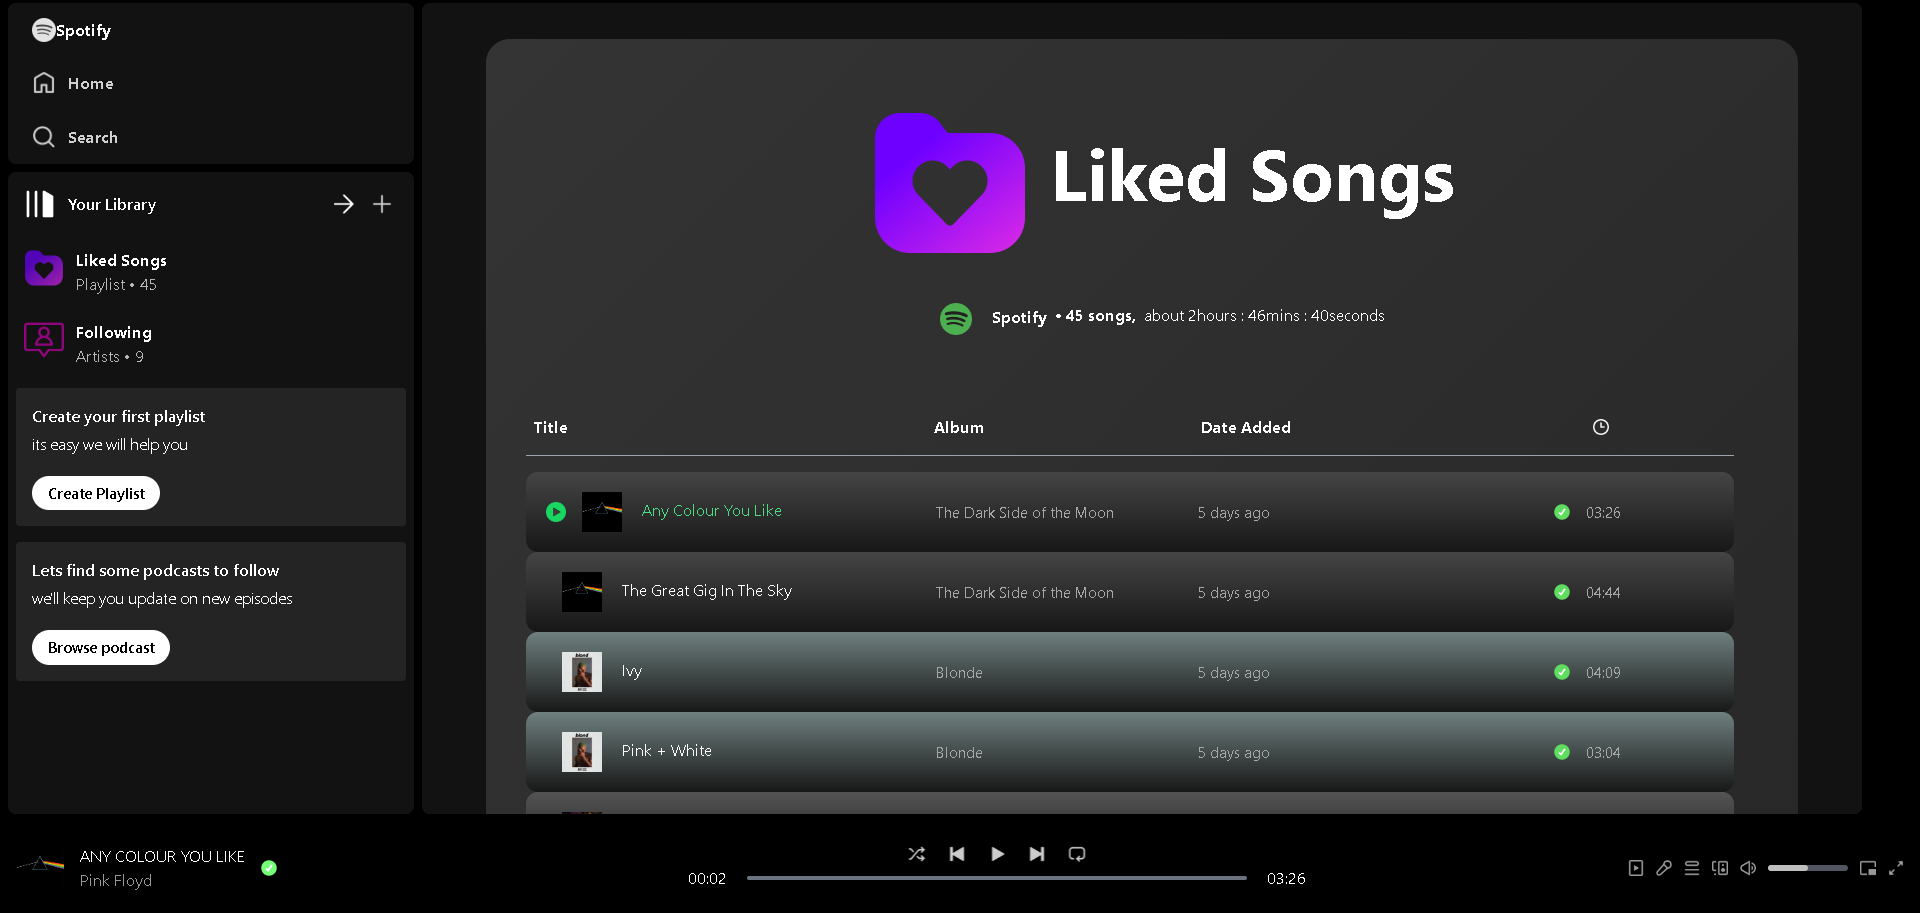 Spotify
Home
Search
Your Library
Liked Songs
Playlist • 45
Following
Artists • 9
Create your first playlist
its easy we will help you
Create Playlist
Lets find some podcasts to follow
we'll keep you update on new episodes
Browse podcast
Liked Songs
Spotify • 45 songs, about 2hours : 46mins : 40seconds
Title Album Date Added
Any Colour You Like The Dark Side of the Moon 5 days ago 03:26
The Great Gig In The Sky The Dark Side of the Moon 5 days ago 04:44
blond
Ivy Blonde 5 days ago 04:09
blond
Pink + White Blonde 5 days ago 03:04
ANY COLOUR YOU LIKE
Pink Floyd
00:02 03:26